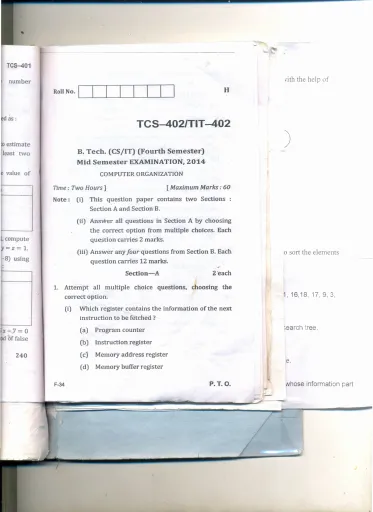 TCS–401
number
ed as :
n estimate
least two
e value of
, compute
y = z = 1.
-8) using
z – 7 = 0
od of false
240
Roll No.
H
TCS–402/TIT–402
B. Tech. (CS/IT) (Fourth Semester)
Mid Semester EXAMINATION, 2014
COMPUTER ORGANIZATION
Time : Two Hours ] [ Maximum Marks : 60
Note : (i) This question paper contains two Sections :
Section A and Section B.
(ii) Answer all questions in Section A by choosing
the correct option from multiple choices. Each
question carries 2 marks.
(iii) Answer any four questions from Section B. Each
question carries 12 marks.
Section—A 2 each
1. Attempt all multiple choice questions, choosing the
correct option.
(i) Which register contains the information of the next
instruction to be fetched ?
(a) Program counter
(b) Instruction register
(c) Memory address register
(d) Memory buffer register
F-34 P. T. O.
with the help of
o sort the elements
, 16,18, 17, 9, 3,
search tree.
e.
whose information part